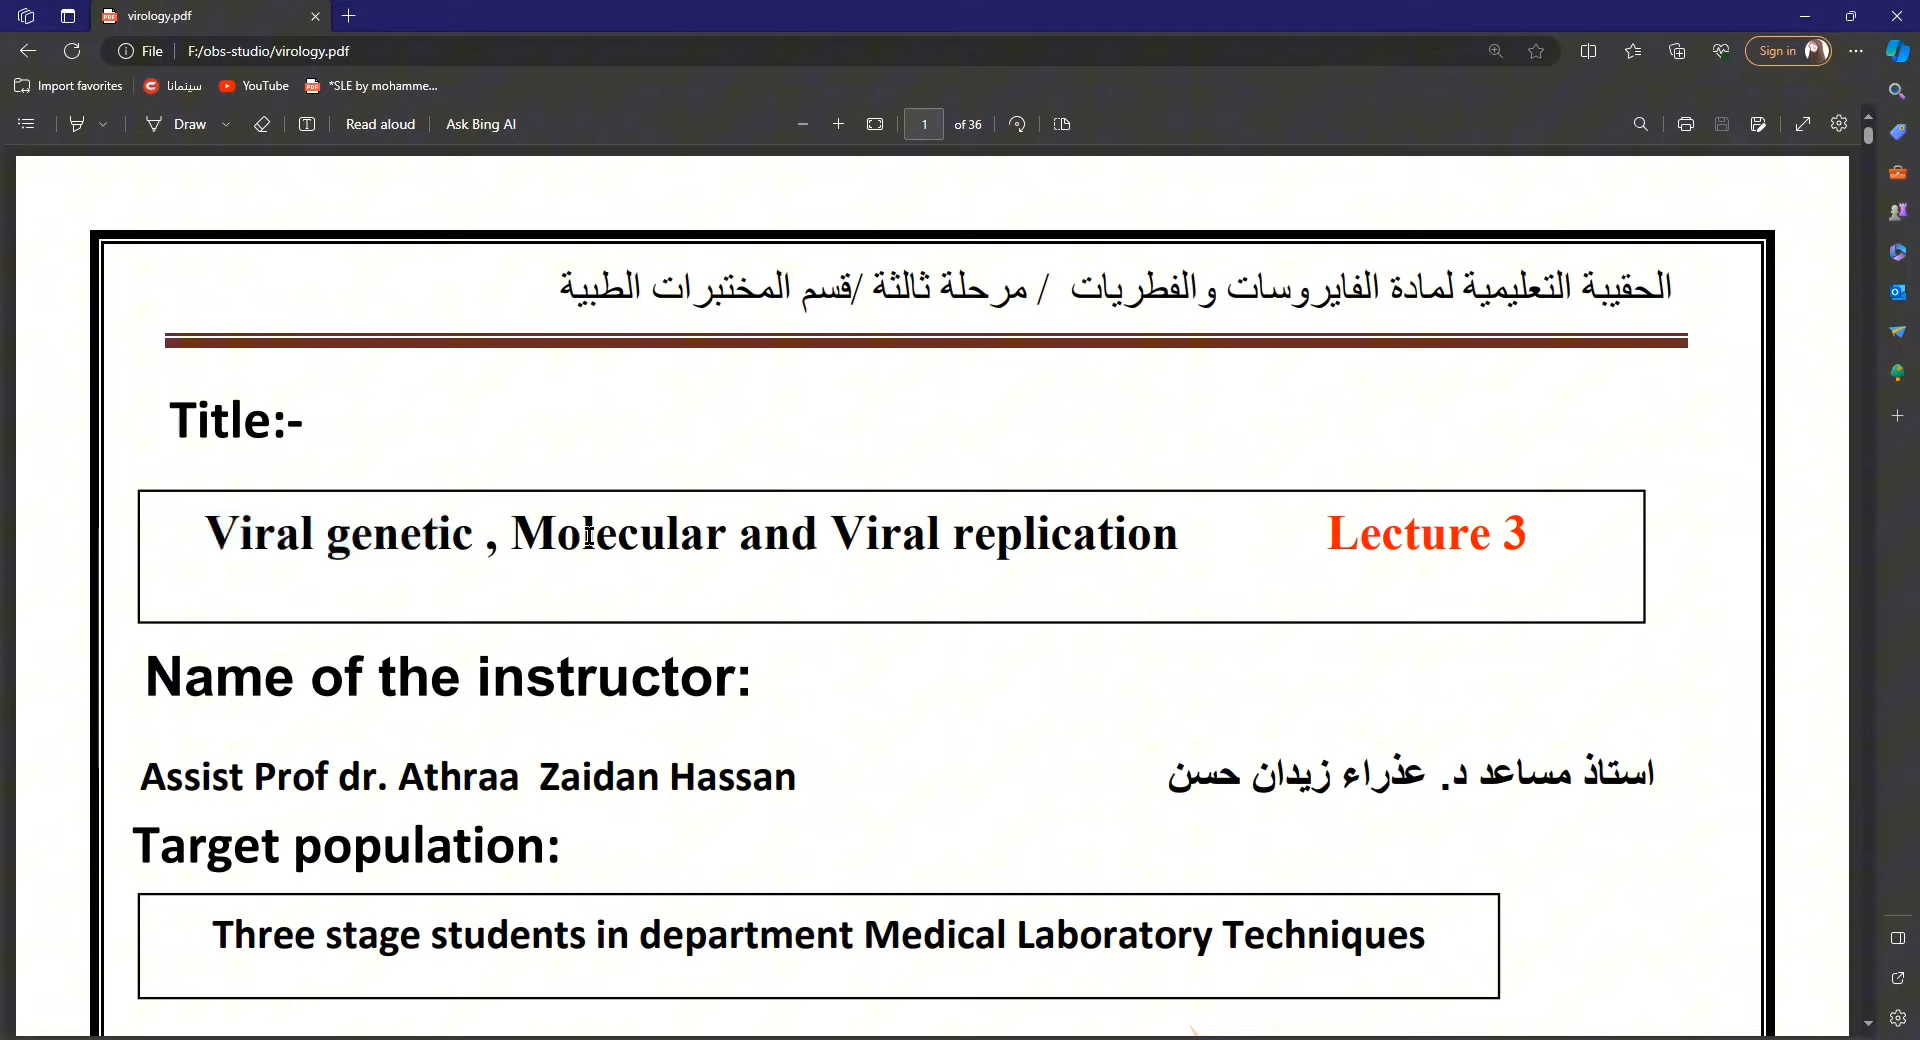 virology.pdf
File F:/obs-studio/virology.pdf
Sign in
Import favorites سينمانا YouTube *SLE by mohamme...
Draw Read aloud Ask Bing AI 1 of 36
الحقيبة التعليمية لمادة الفايروسات والفطريات / مرحلة ثالثة /قسم المختبرات الطبية
Title:-
Viral genetic , Molecular and Viral replication Lecture 3
Name of the instructor:
Assist Prof dr. Athraa Zaidan Hassan استاذ مساعد د. عذراء زيدان حسن
Target population:
Three stage students in department Medical Laboratory Techniques